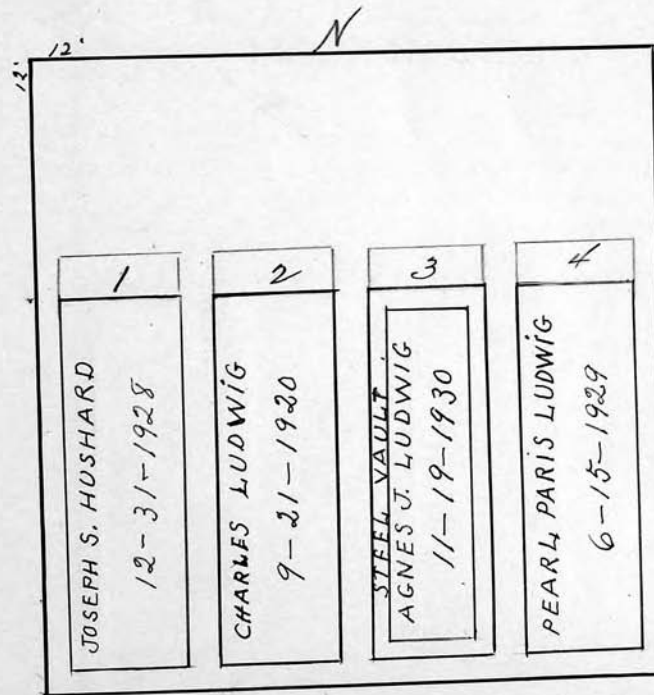 N
12'
12'
1
JOSEPH S. HUSHARD
12-31-1928
2
CHARLES LUDWIG
9-21-1920
3
STEEL VAULT
AGNES J. LUDWIG
11-19-1930
4
PEARL PARIS LUDWIG
6-15-1929